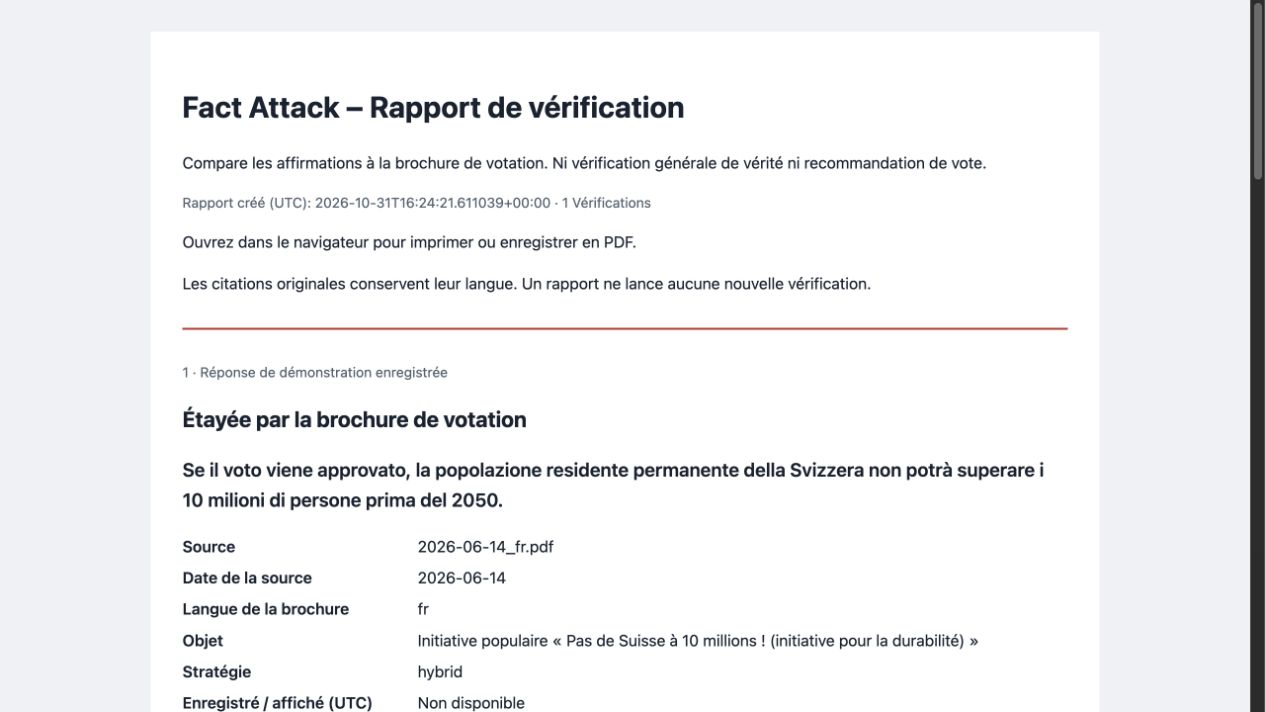 Fact Attack – Rapport de vérification
Compare les affirmations à la brochure de votation. Ni vérification générale de vérité ni recommandation de vote.
Rapport créé (UTC): 2026-10-31T16:24:21.611039+00:00 · 1 Vérifications
Ouvrez dans le navigateur pour imprimer ou enregistrer en PDF.
Les citations originales conservent leur langue. Un rapport ne lance aucune nouvelle vérification.
1 · Réponse de démonstration enregistrée
Étayée par la brochure de votation
Se il voto viene approvato, la popolazione residente permanente della Svizzera non potrà superare i
10 milioni di persone prima del 2050.
Source 2026-06-14_fr.pdf
Date de la source 2026-06-14
Langue de la brochure fr
Objet Initiative populaire « Pas de Suisse à 10 millions ! (initiative pour la durabilité) »
Stratégie hybrid
Enregistré / affiché (UTC) Non disponible